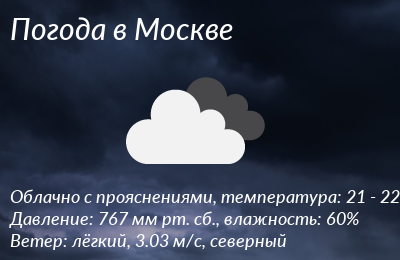 Погода в Москве
Облачно с прояснениями, температура: 21 - 22
Давление: 767 мм рт. сб., влажность: 60%
Ветер: лёгкий, 3.03 м/с, северный